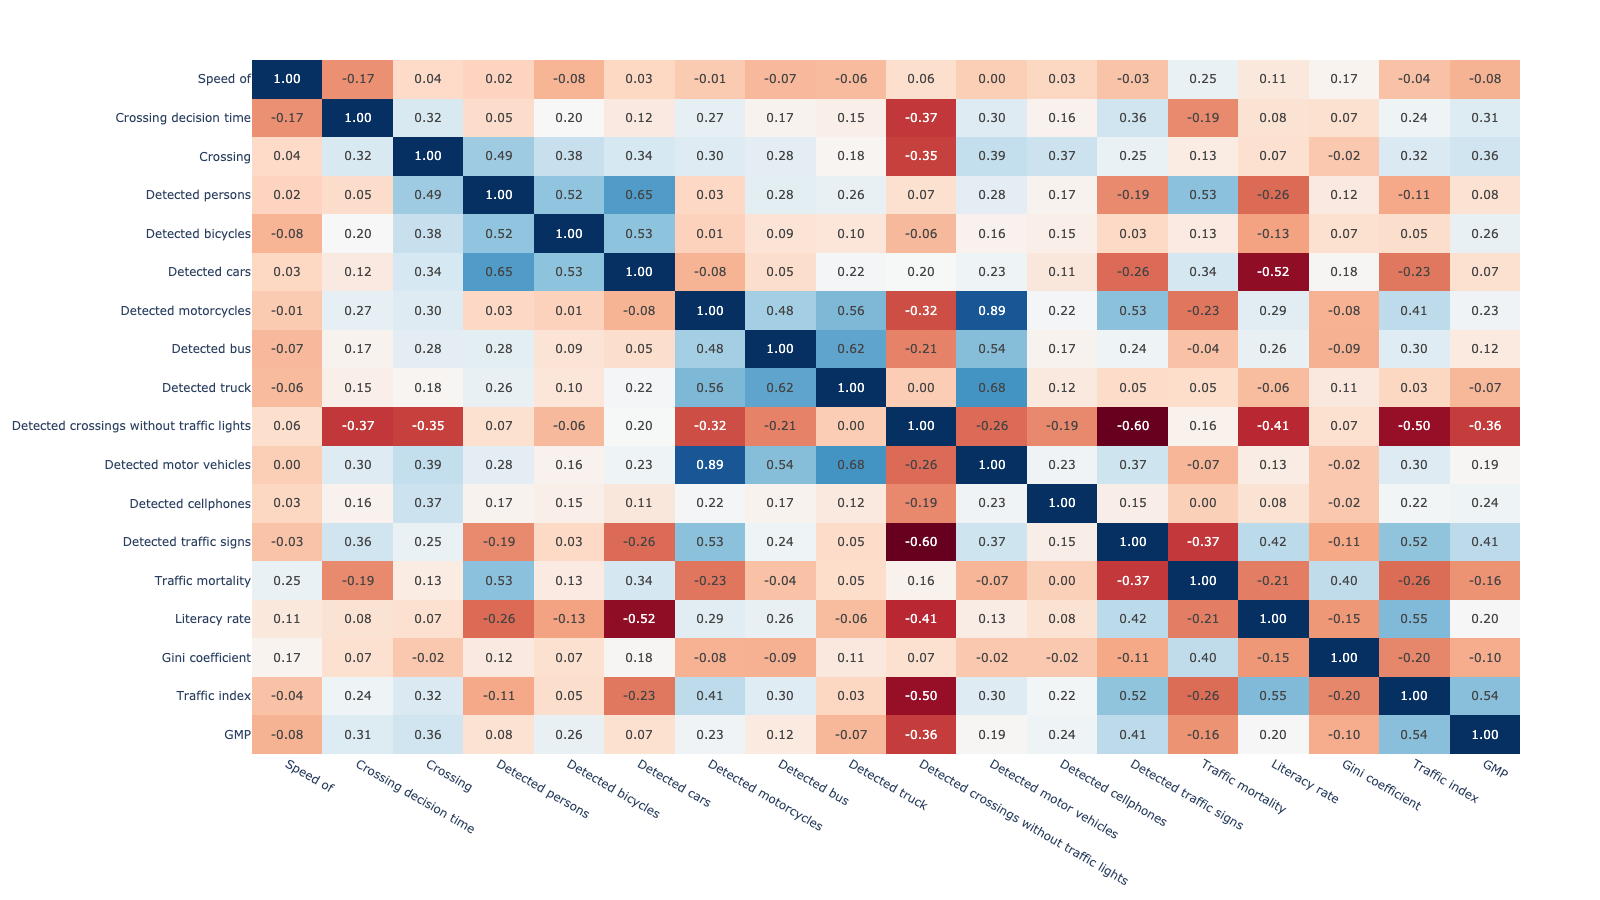 Speed of 1.00 -0.17 0.04 0.02 -0.08 0.03 -0.01 -0.07 -0.06 0.06 0.00 0.03 -0.03 0.25 0.11 0.17 -0.04 -0.08
Crossing decision time -0.17 1.00 0.32 0.05 0.20 0.12 0.27 0.17 0.15 -0.37 0.30 0.16 0.36 -0.19 0.08 0.07 0.24 0.31
Crossing 0.04 0.32 1.00 0.49 0.38 0.34 0.30 0.28 0.18 -0.35 0.39 0.37 0.25 0.13 0.07 -0.02 0.32 0.36
Detected persons 0.02 0.05 0.49 1.00 0.52 0.65 0.03 0.28 0.26 0.07 0.28 0.17 -0.19 0.53 -0.26 0.12 -0.11 0.08
Detected bicycles -0.08 0.20 0.38 0.52 1.00 0.53 0.01 0.09 0.10 -0.06 0.16 0.15 0.03 0.13 -0.13 0.07 0.05 0.26
Detected cars 0.03 0.12 0.34 0.65 0.53 1.00 -0.08 0.05 0.22 0.20 0.23 0.11 -0.26 0.34 -0.52 0.18 -0.23 0.07
Detected motorcycles -0.01 0.27 0.30 0.03 0.01 -0.08 1.00 0.48 0.56 -0.32 0.89 0.22 0.53 -0.23 0.29 -0.08 0.41 0.23
Detected bus -0.07 0.17 0.28 0.28 0.09 0.05 0.48 1.00 0.62 -0.21 0.54 0.17 0.24 -0.04 0.26 -0.09 0.30 0.12
Detected truck -0.06 0.15 0.18 0.26 0.10 0.22 0.56 0.62 1.00 0.00 0.68 0.12 0.05 0.05 -0.06 0.11 0.03 -0.07
Detected crossings without traffic lights 0.06 -0.37 -0.35 0.07 -0.06 0.20 -0.32 -0.21 0.00 1.00 -0.26 -0.19 -0.60 0.16 -0.41 0.07 -0.50 -0.36
Detected motor vehicles 0.00 0.30 0.39 0.28 0.16 0.23 0.89 0.54 0.68 -0.26 1.00 0.23 0.37 -0.07 0.13 -0.02 0.30 0.19
Detected cellphones 0.03 0.16 0.37 0.17 0.15 0.11 0.22 0.17 0.12 -0.19 0.23 1.00 0.15 0.00 0.08 -0.02 0.22 0.24
Detected traffic signs -0.03 0.36 0.25 -0.19 0.03 -0.26 0.53 0.24 0.05 -0.60 0.37 0.15 1.00 -0.37 0.42 -0.11 0.52 0.41
Traffic mortality 0.25 -0.19 0.13 0.53 0.13 0.34 -0.23 -0.04 0.05 0.16 -0.07 0.00 -0.37 1.00 -0.21 0.40 -0.26 -0.16
Literacy rate 0.11 0.08 0.07 -0.26 -0.13 -0.52 0.29 0.26 -0.06 -0.41 0.13 0.08 0.42 -0.21 1.00 -0.15 0.55 0.20
Gini coefficient 0.17 0.07 -0.02 0.12 0.07 0.18 -0.08 -0.09 0.11 0.07 -0.02 -0.02 -0.11 0.40 -0.15 1.00 -0.20 -0.10
Traffic index -0.04 0.24 0.32 -0.11 0.05 -0.23 0.41 0.30 0.03 -0.50 0.30 0.22 0.52 -0.26 0.55 -0.20 1.00 0.54
GMP -0.08 0.31 0.36 0.08 0.26 0.07 0.23 0.12 -0.07 -0.36 0.19 0.24 0.41 -0.16 0.20 -0.10 0.54 1.00
Speed of
Crossing decision time
Crossing
Detected persons
Detected bicycles
Detected cars
Detected motorcycles
Detected bus
Detected truck
Detected crossings without traffic lights
Detected motor vehicles
Detected cellphones
Detected traffic signs
Traffic mortality
Literacy rate
Gini coefficient
Traffic index
GMP